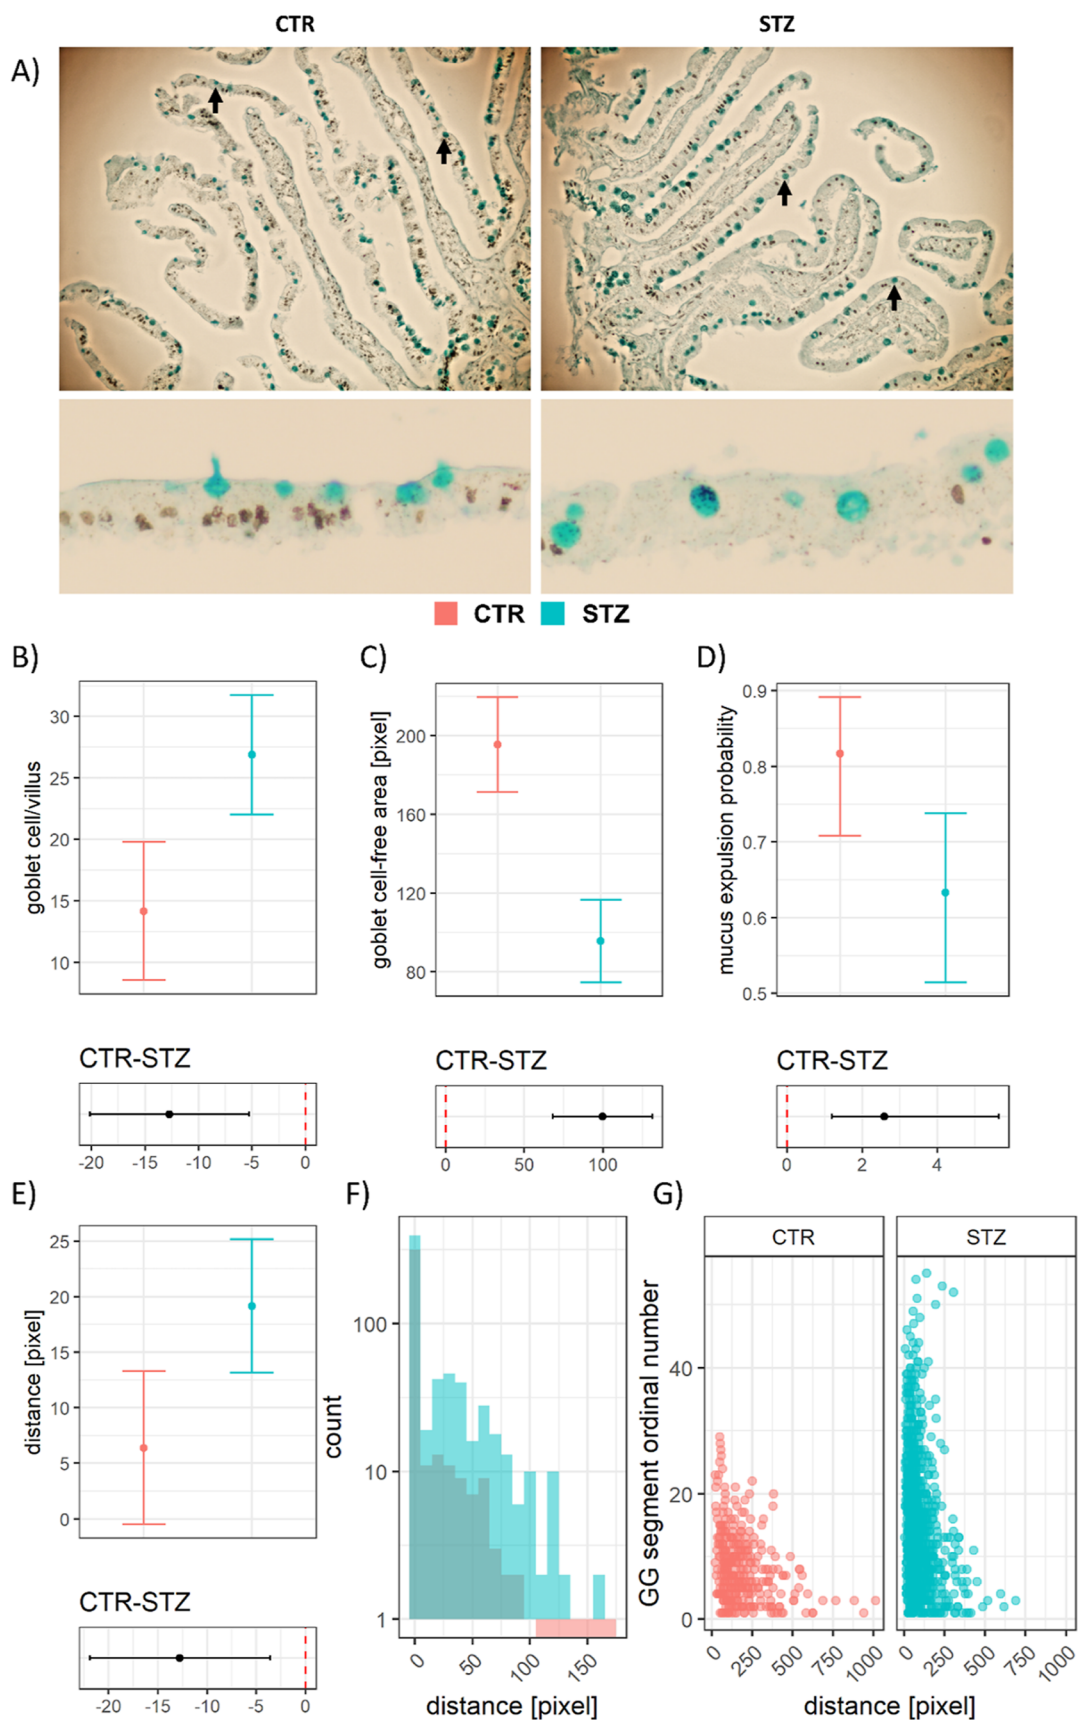 CTR STZ
A)
CTR STZ
B) C) D)
goblet cell/villus
30
25
20
15
10
goblet cell-free area [pixel]
200
160
120
80
mucus expulsion probability
0.9
0.8
0.7
0.6
0.5
CTR-STZ
-20 -15 -10 -5 0
CTR-STZ
0 50 100
CTR-STZ
0 2 4
E) F) G)
distance [pixel]
25
20
15
10
5
0
CTR-STZ
-20 -15 -10 -5 0
count
100
10
1
0 50 100 150
distance [pixel]
GG segment ordinal number
CTR STZ
40
20
0
0 250 500 750 1000
0 250 500 750 1000
distance [pixel]